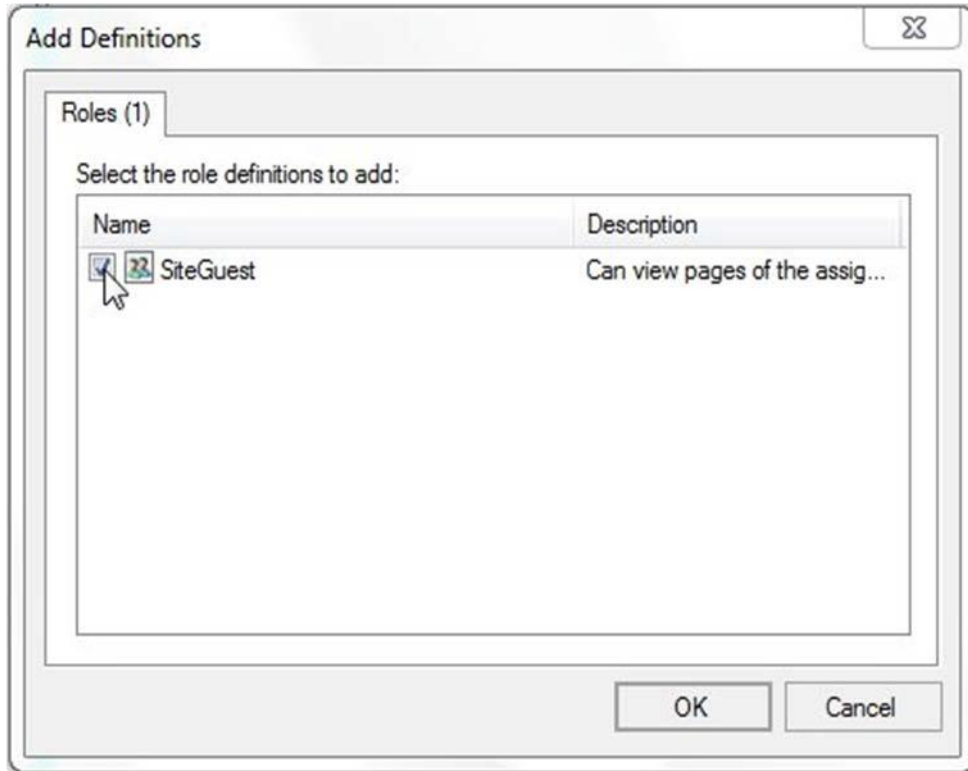 Add Definitions
Roles (1)
Select the role definitions to add:
Name Description
SiteGuest Can view pages of the assig...
OK Cancel